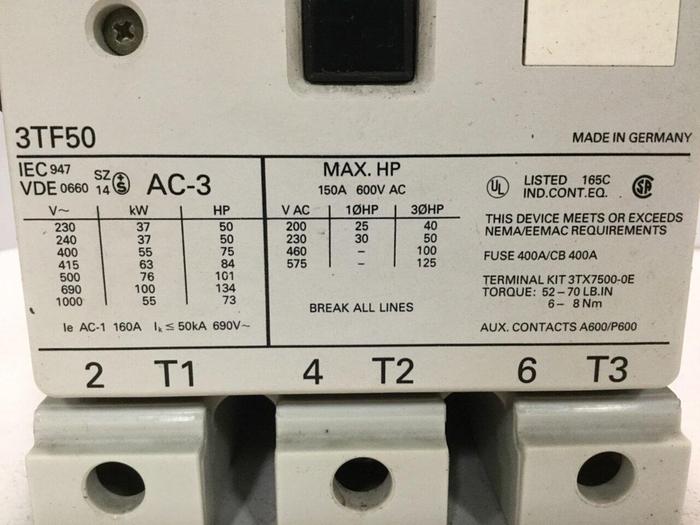 3TF50
MADE IN GERMANY
IEC 947
VDE 0660 SZ 14 S AC-3
V~ kW HP
230 37 50
240 37 50
400 55 75
415 63 84
500 76 101
690 100 134
1000 55 73
Ie AC-1 160A Ik ≤ 50kA 690V~
MAX. HP
150A 600V AC
V AC 1ØHP 3ØHP
200 25 40
230 30 50
460 – 100
575 – 125
BREAK ALL LINES
UL LISTED 165C
IND.CONT.EQ. SA
THIS DEVICE MEETS OR EXCEEDS
NEMA/EEMAC REQUIREMENTS
FUSE 400A/CB 400A
TERMINAL KIT 3TX7500-0E
TORQUE: 52 – 70 LB.IN
6 – 8 Nm
AUX. CONTACTS A600/P600
2 T1 4 T2 6 T3